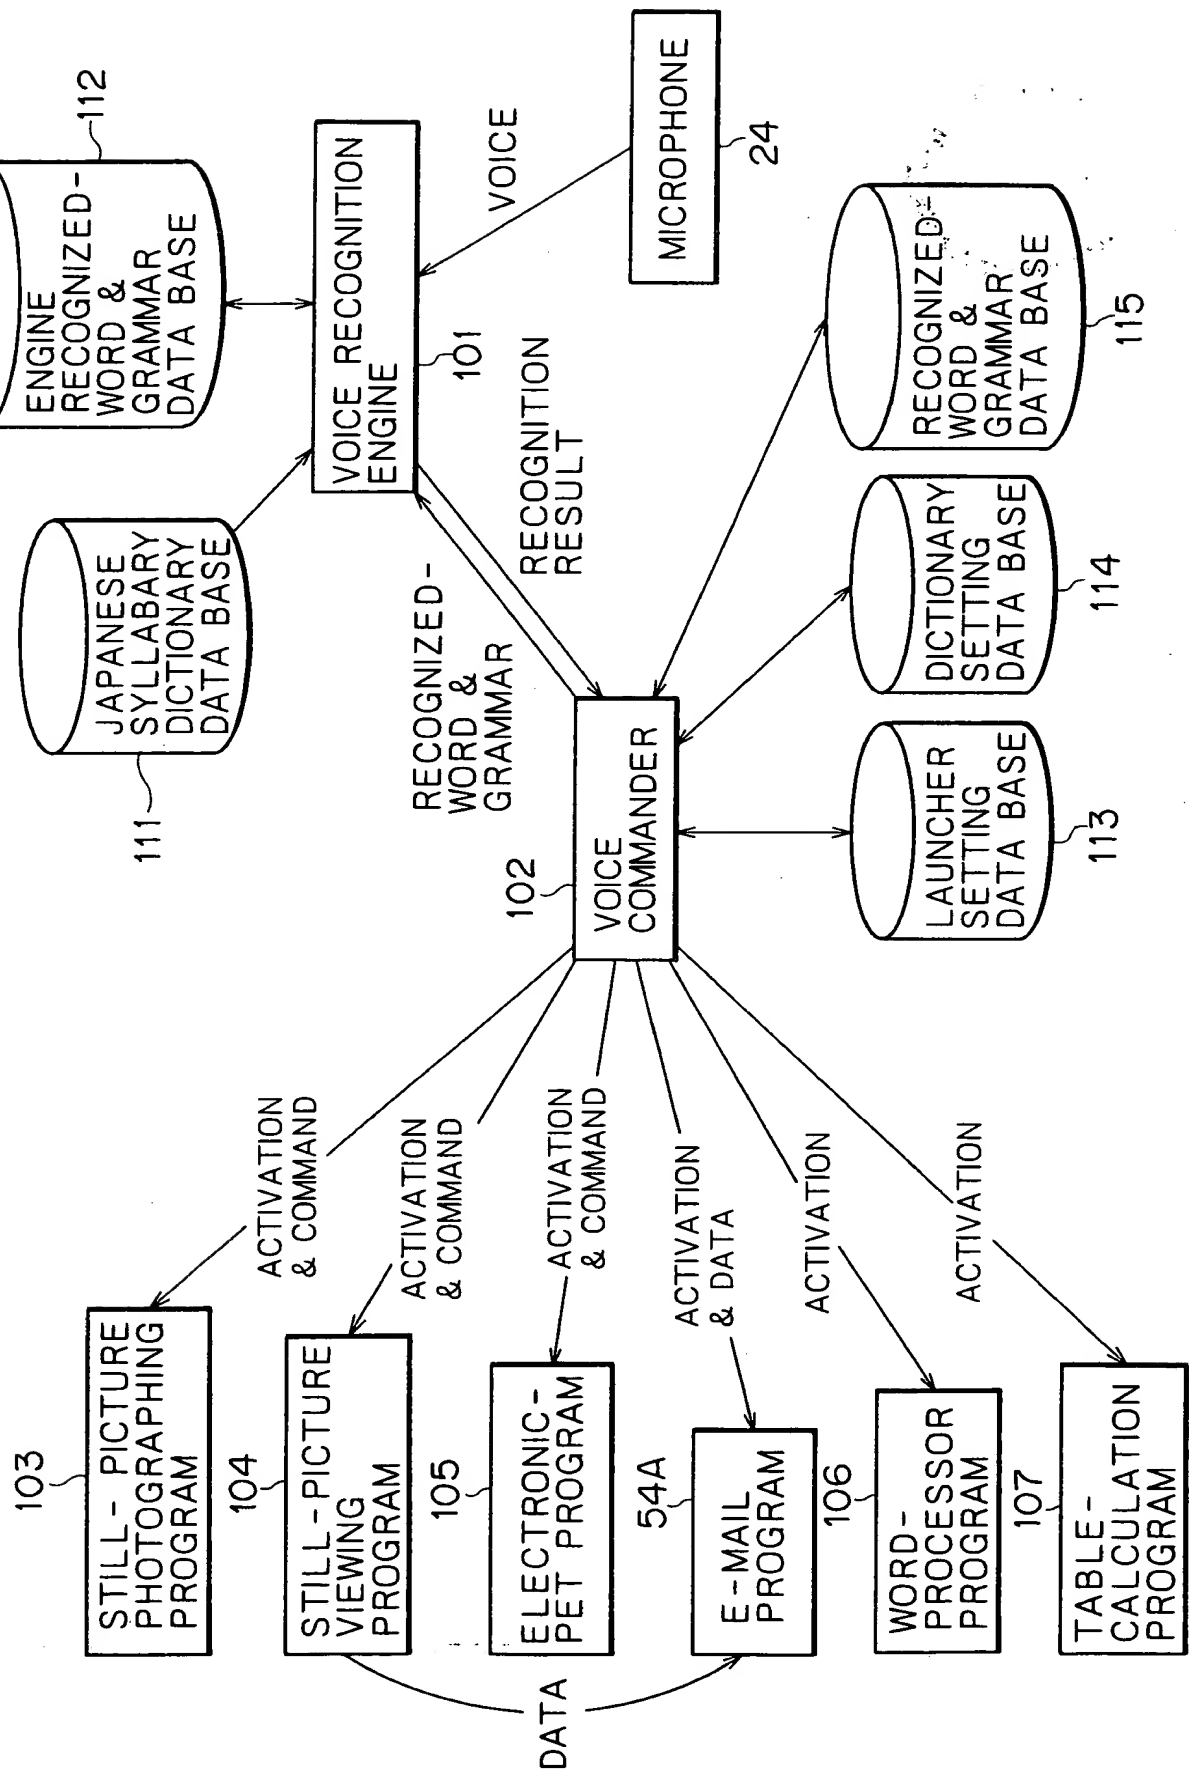 103
STILL-PICTURE
PHOTOGRAPHING
PROGRAM
104
STILL-PICTURE
VIEWING
PROGRAM
105
ELECTRONIC-
PET PROGRAM
54A
E-MAIL
PROGRAM
106
WORD-
PROCESSOR
PROGRAM
107
TABLE-
CALCULATION
PROGRAM
DATA
ACTIVATION
& COMMAND
ACTIVATION
& COMMAND
ACTIVATION
& COMMAND
ACTIVATION
& DATA
ACTIVATION
ACTIVATION
102
VOICE
COMMANDER
111
JAPANESE
SYLLABARY
DICTIONARY
DATA BASE
112
ENGINE
RECOGNIZED-
WORD &
GRAMMAR
DATA BASE
VOICE RECOGNITION
ENGINE
101
RECOGNIZED-
WORD &
GRAMMAR
RECOGNITION
RESULT
VOICE
MICROPHONE
24
LAUNCHER
SETTING
DATA BASE
113
DICTIONARY
SETTING
DATA BASE
114
RECOGNIZED-
WORD &
GRAMMAR
DATA BASE
115